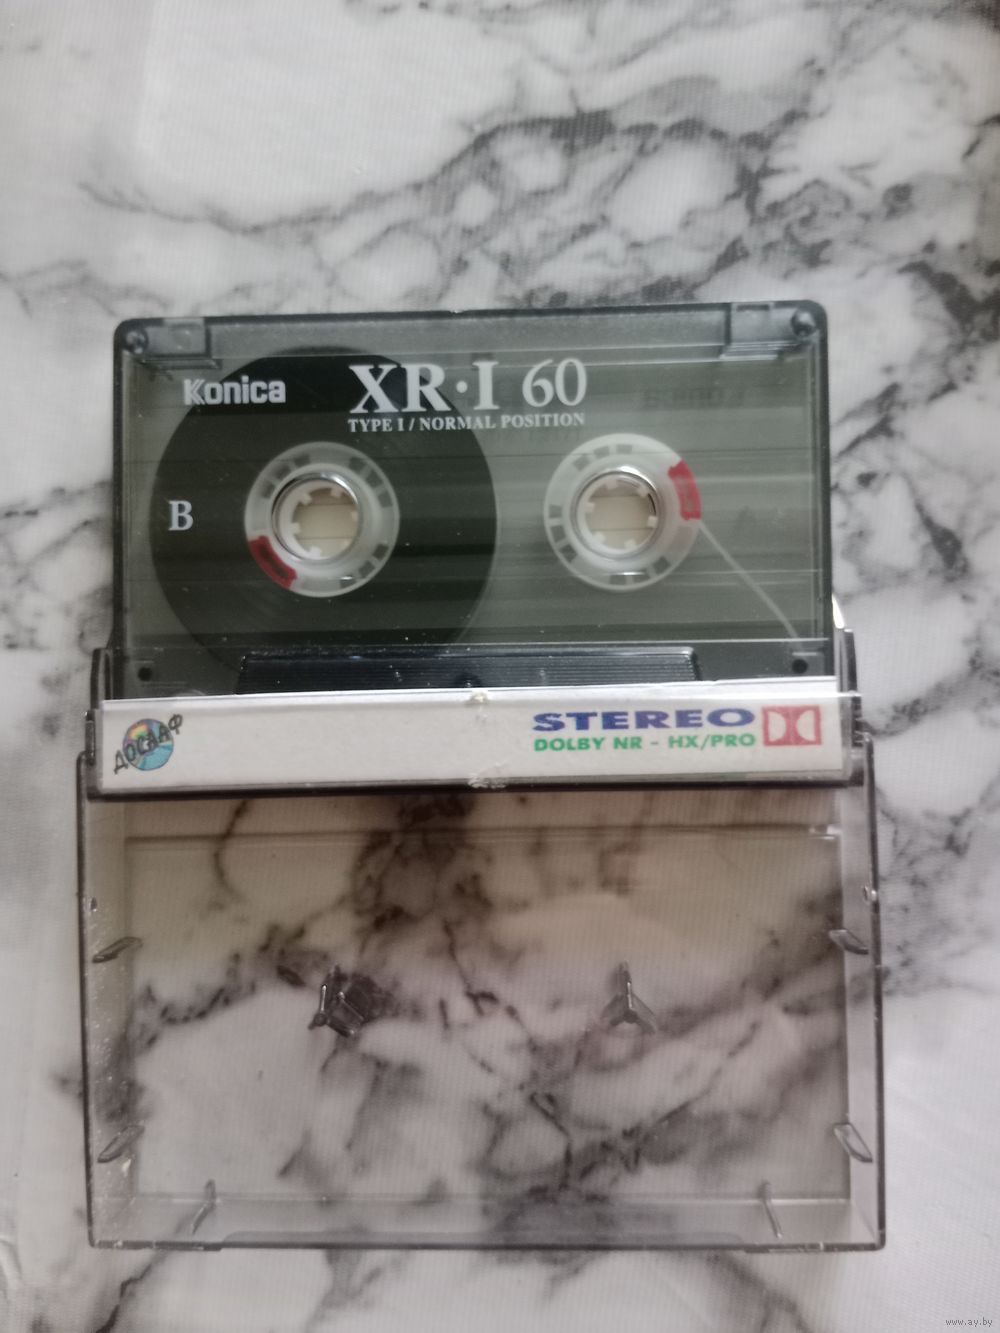 Konica
XR·I 60
TYPE I / NORMAL POSITION
B
ДОСААФ
STEREO
DOLBY NR - HX/PRO
www.ay.by